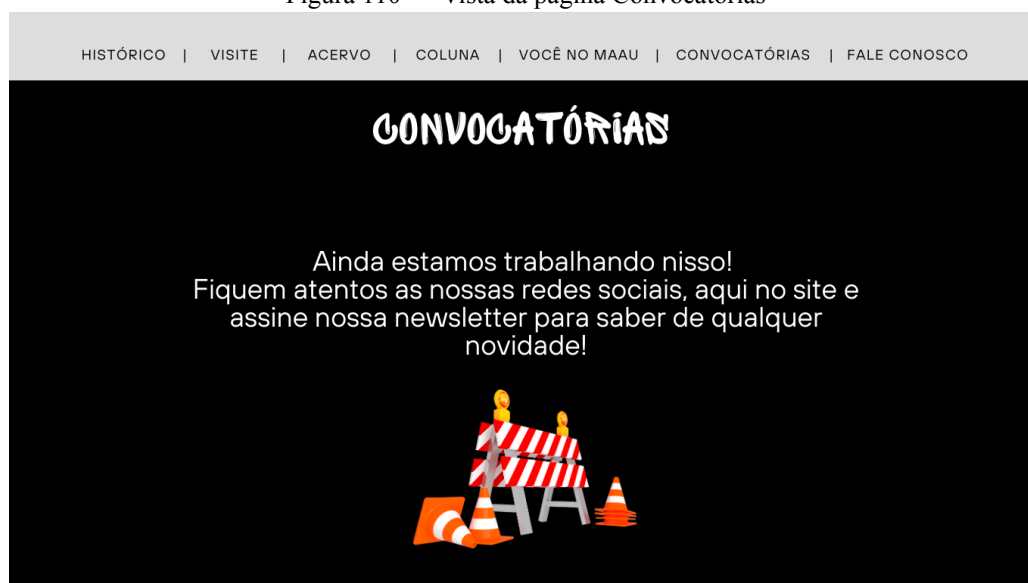 HISTÓRICO | VISITE | ACERVO | COLUNA | VOCÊ NO MAAU | CONVOCATÓRIAS | FALE CONOSCO
CONVOCATÓRIAS
Ainda estamos trabalhando nisso!
Fiquem atentos as nossas redes sociais, aqui no site e
assine nossa newsletter para saber de qualquer
novidade!